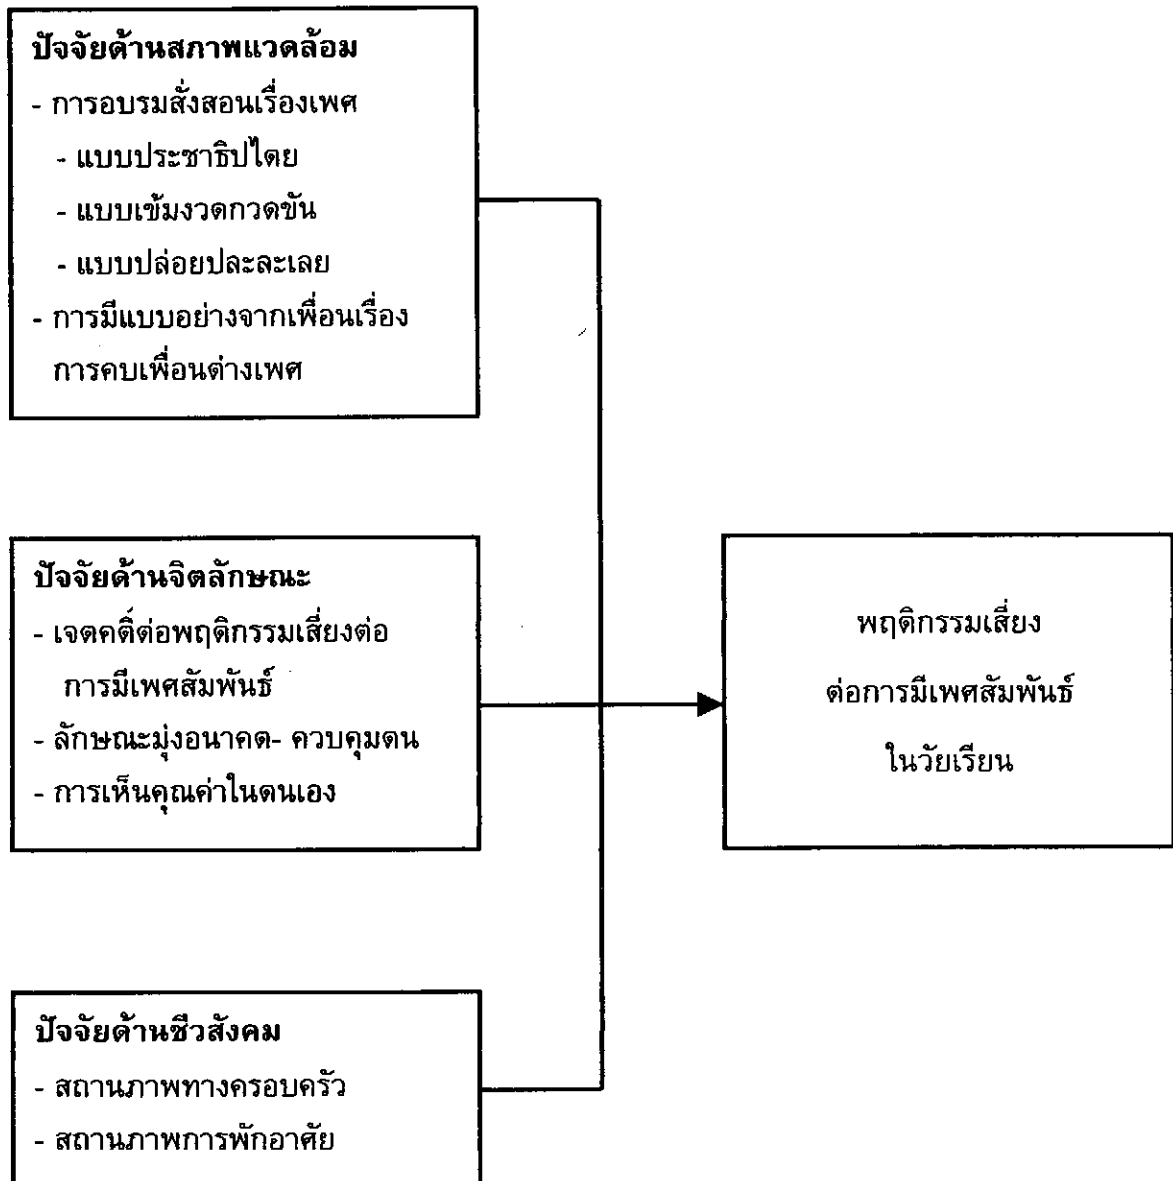 ปัจจัยด้านสภาพแวดล้อม
- การอบรมสั่งสอนเรื่องเพศ
- แบบประชาธิปไตย
- แบบเข้มงวดกวดขัน
- แบบปล่อยปละละเลย
- การมีแบบอย่างจากเพื่อนเรื่อง
การคบเพื่อนต่างเพศ
ปัจจัยด้านจิตลักษณะ
- เจตคติ์ต่อพฤติกรรมเสี่ยงต่อ
การมีเพศสัมพันธ์
- ลักษณะมุ่งอนาคต- ควบคุมตน
- การเห็นคุณค่าในตนเอง
ปัจจัยด้านชีวสังคม
- สถานภาพทางครอบครัว
- สถานภาพการพักอาศัย
พฤติกรรมเสี่ยง
ต่อการมีเพศสัมพันธ์
ในวัยเรียน